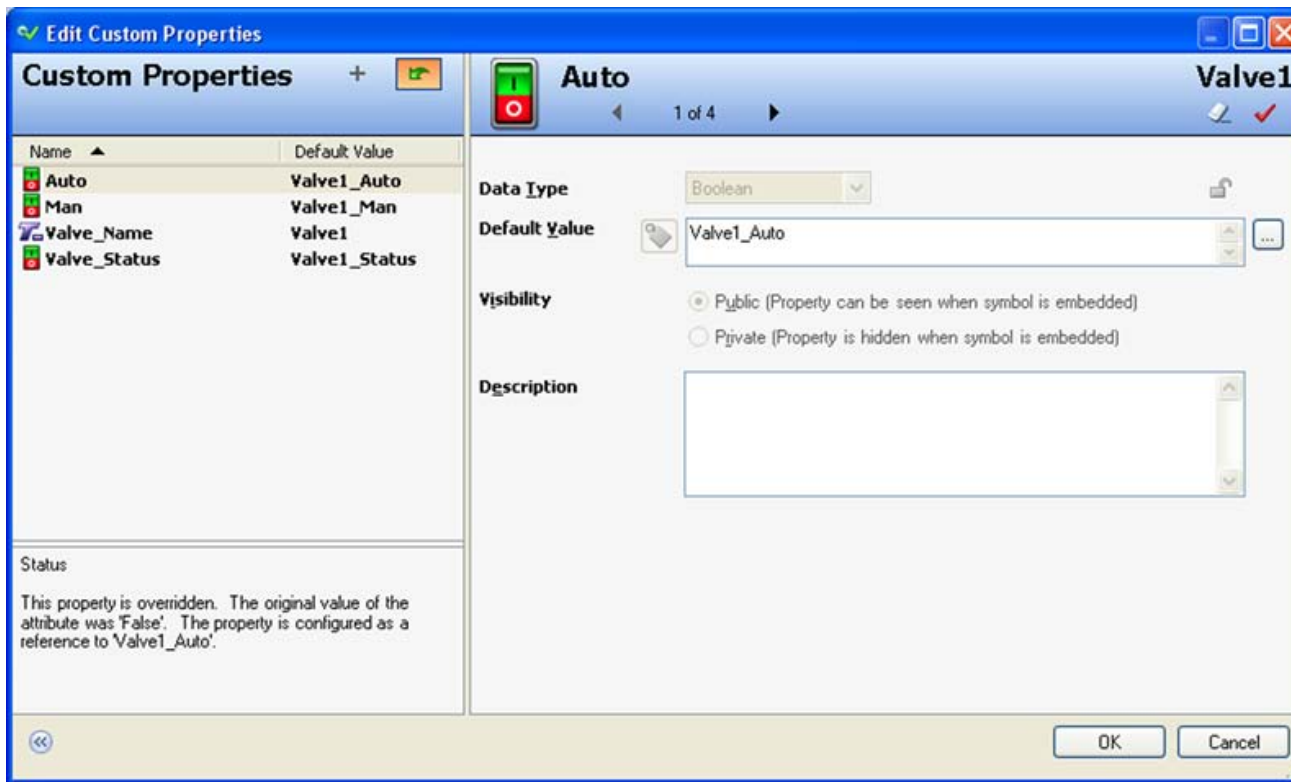 Edit Custom Properties
Custom Properties
Auto
Valve1
1 of 4
Name Default Value
Auto Valve1_Auto
Man Valve1_Man
Valve_Name Valve1
Valve_Status Valve1_Status
Data Type Boolean
Default Value Valve1_Auto ...
Visibility Public (Property can be seen when symbol is embedded)
Private (Property is hidden when symbol is embedded)
Description
Status
This property is overridden. The original value of the
attribute was 'False'. The property is configured as a
reference to 'Valve1_Auto'.
OK Cancel